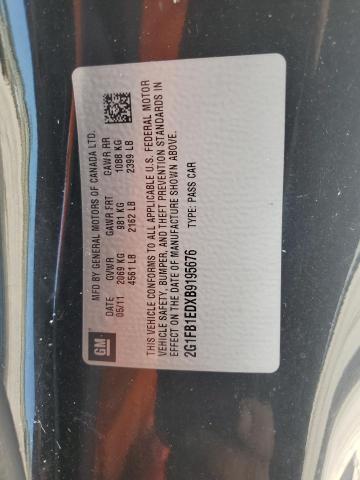 GM
MFD BY GENERAL MOTORS OF CANADA LTD.
DATE GVWR GAWR FRT GAWR RR
05/11 2069 KG 981 KG 1088 KG
4561 LB 2162 LB 2399 LB
THIS VEHICLE CONFORMS TO ALL APPLICABLE U.S. FEDERAL MOTOR
VEHICLE SAFETY, BUMPER, AND THEFT PREVENTION STANDARDS IN
EFFECT ON THE DATE OF MANUFACTURE SHOWN ABOVE.
2G1FB1EDXB9195676 TYPE: PASS CAR